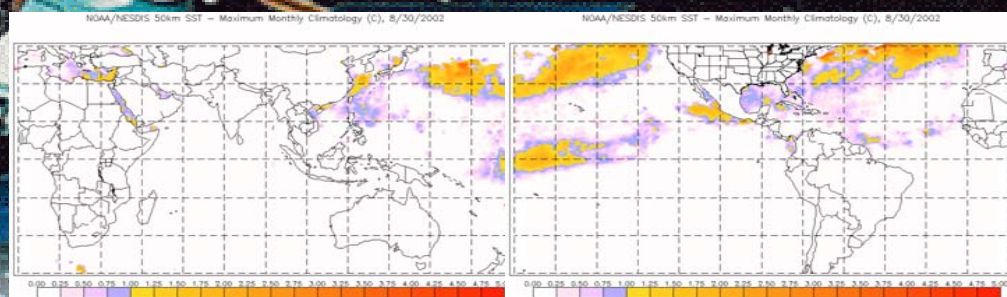 NOAA/NESDIS 50km SST – Maximum Monthly Climatology (C), 8/30/2002
NOAA/NESDIS 50km SST – Maximum Monthly Climatology (C), 8/30/2002
0.00 0.25 0.50 0.75 1.00 1.25 1.50 1.75 2.00 2.25 2.50 2.75 3.00 3.25 3.50 3.75 4.00 4.25 4.50 4.75 5.0
0.00 0.25 0.50 0.75 1.00 1.25 1.50 1.75 2.00 2.25 2.50 2.75 3.00 3.25 3.50 3.75 4.00 4.25 4.50 4.75 5.